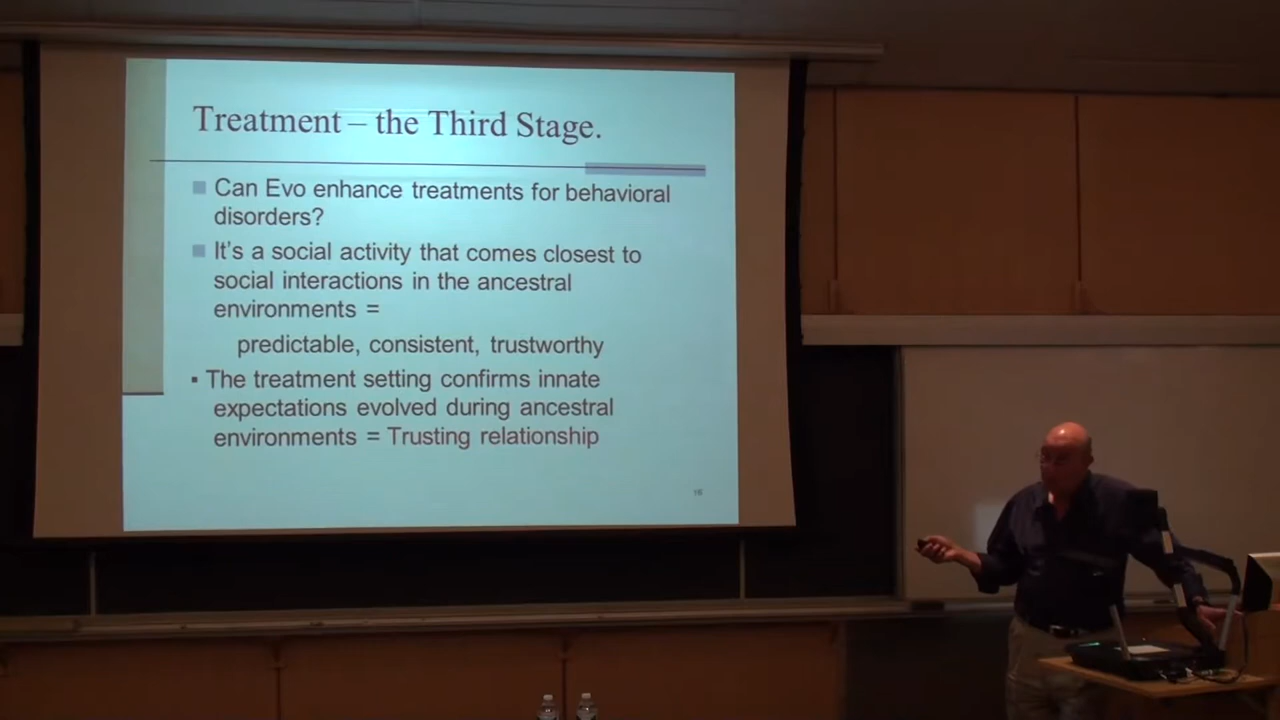 Treatment – the Third Stage.
Can Evo enhance treatments for behavioral
disorders?
It's a social activity that comes closest to
social interactions in the ancestral
environments =
predictable, consistent, trustworthy
▪ The treatment setting confirms innate
expectations evolved during ancestral
environments = Trusting relationship